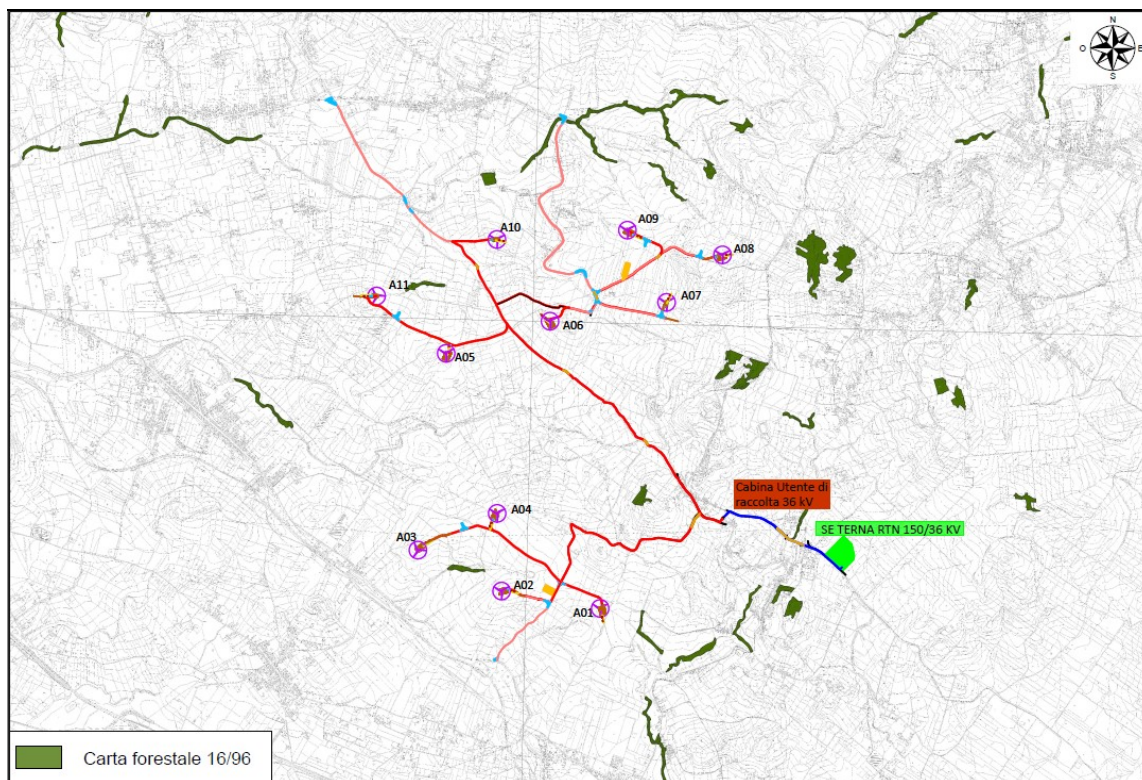 N
O
E
S
A09
A10
A08
A11
A07
A06
A05
Cabina Utente di
raccolta 36 kV
A04
SE TERNA RTN 150/36 KV
A03
A02
A01
Carta forestale 16/96